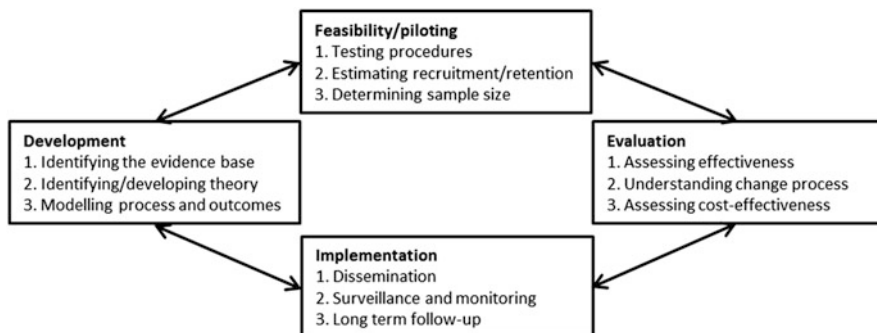 Feasibility/piloting
1. Testing procedures
2. Estimating recruitment/retention
3. Determining sample size
Development
1. Identifying the evidence base
2. Identifying/developing theory
3. Modelling process and outcomes
Evaluation
1. Assessing effectiveness
2. Understanding change process
3. Assessing cost-effectiveness
Implementation
1. Dissemination
2. Surveillance and monitoring
3. Long term follow-up